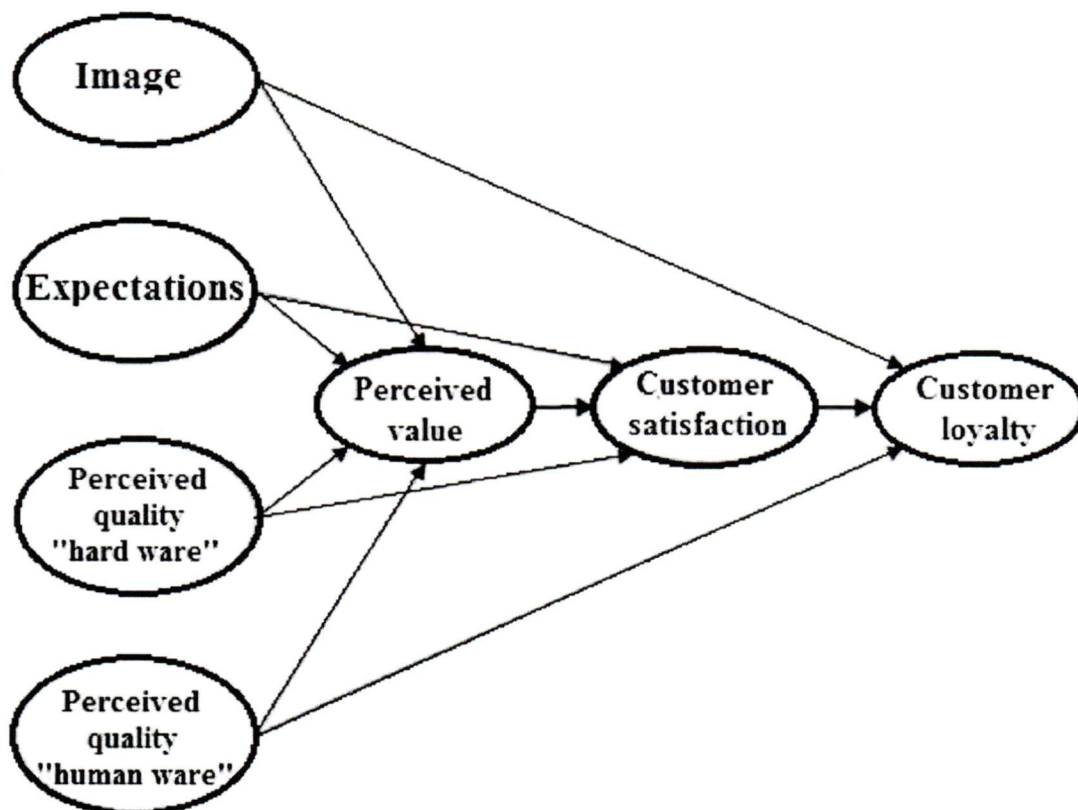 Image
Expectations
Perceived
value
Customer
satisfaction
Customer
loyalty
Perceived
quality
"hard ware"
Perceived
quality
"human ware"